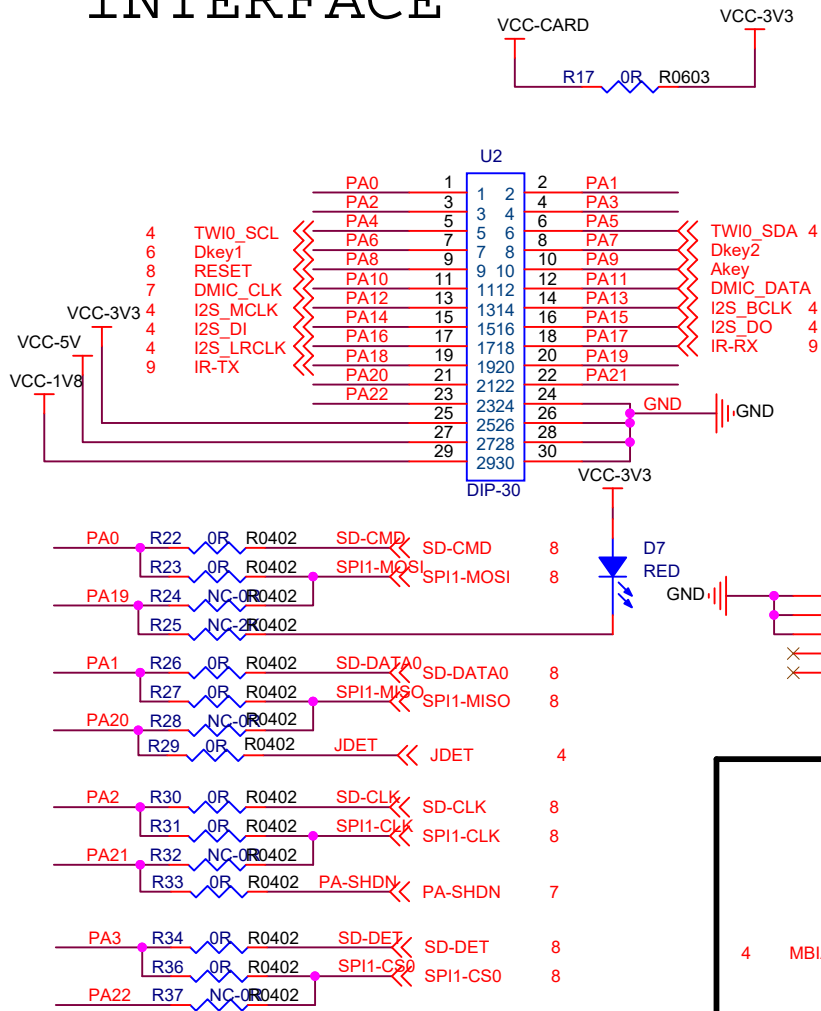 INTERFACE
VCC-CARD VCC-3V3
R17 0R R0603
U2
PA0 1 1 2 2 PA1
PA2 3 3 4 4 PA3
4 TWI0_SCL PA4 5 5 6 6 PA5 TWI0_SDA 4
6 Dkey1 PA6 7 7 8 8 PA7 Dkey2
8 RESET PA8 9 9 10 10 PA9 Akey
7 DMIC_CLK PA10 11 1112 12 PA11 DMIC_DATA
4 I2S_MCLK PA12 13 1314 14 PA13 I2S_BCLK 4
4 I2S_DI PA14 15 1516 16 PA15 I2S_DO 4
4 I2S_LRCLK PA16 17 1718 18 PA17 IR-RX 9
9 IR-TX PA18 19 1920 20 PA19
PA20 21 2122 22 PA21
PA22 23 2324 24
VCC-3V3 25 2526 26 GND GND
VCC-5V 27 2728 28
VCC-1V8 29 2930 30
DIP-30
VCC-3V3
PA0 R22 0R R0402 SD-CMD SD-CMD 8
R23 0R R0402 SPI1-MOSI SPI1-MOSI 8
PA19 R24 NC-0R R0402
R25 NC-2K R0402
D7
RED
GND
PA1 R26 0R R0402 SD-DATA0 SD-DATA0 8
R27 0R R0402 SPI1-MISO SPI1-MISO 8
PA20 R28 NC-0R R0402
R29 0R R0402 JDET JDET 4
PA2 R30 0R R0402 SD-CLK SD-CLK 8
R31 0R R0402 SPI1-CLK SPI1-CLK 8
PA21 R32 NC-0R R0402
R33 0R R0402 PA-SHDN PA-SHDN 7
PA3 R34 0R R0402 SD-DET SD-DET 8
R36 0R R0402 SPI1-CS0 SPI1-CS0 8
PA22 R37 NC-0R R0402
4